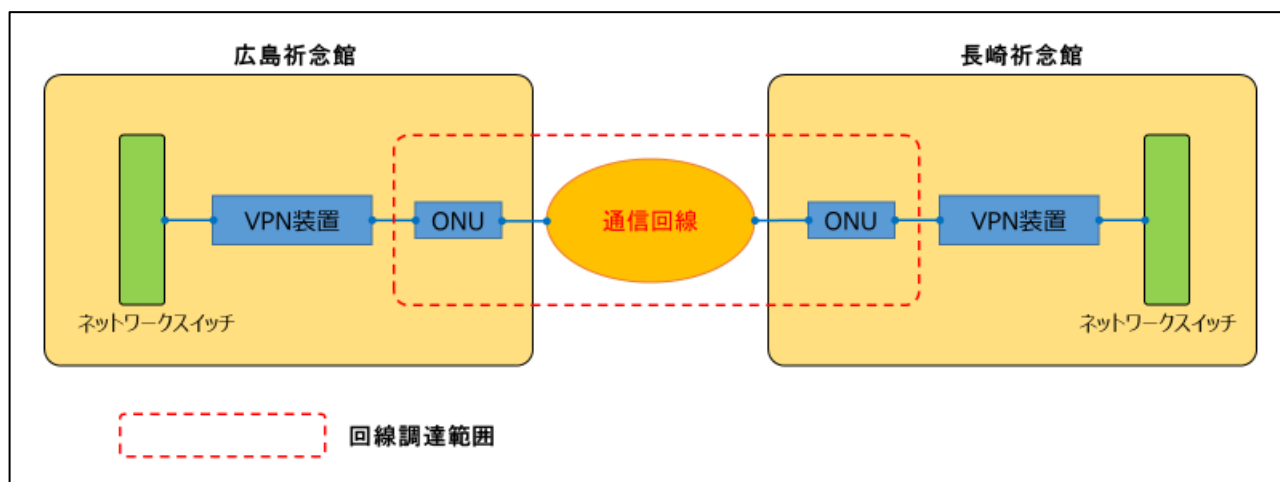 広島祈念館
長崎祈念館
VPN装置
ONU
通信回線
ONU
VPN装置
ネットワークスイッチ
ネットワークスイッチ
回線調達範囲